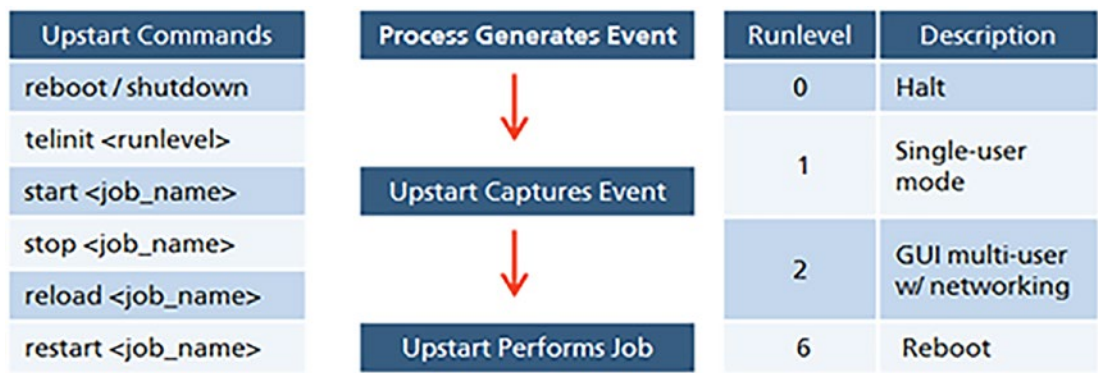 Upstart Commands
reboot / shutdown
telinit <runlevel>
start <job_name>
stop <job_name>
reload <job_name>
restart <job_name>
Process Generates Event
Upstart Captures Event
Upstart Performs Job
Runlevel Description
0 Halt
1 Single-user
mode
2 GUI multi-user
w/ networking
6 Reboot